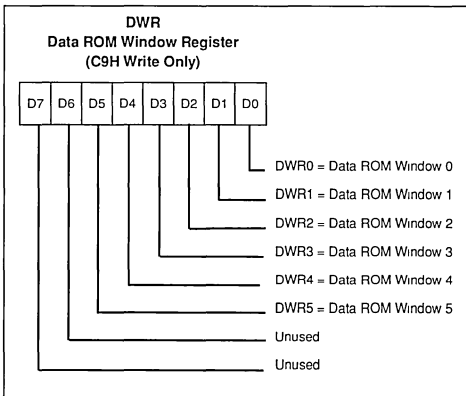 DWR
Data ROM Window Register
(C9H Write Only)
D7 D6 D5 D4 D3 D2 D1 D0
DWR0 = Data ROM Window 0
DWR1 = Data ROM Window 1
DWR2 = Data ROM Window 2
DWR3 = Data ROM Window 3
DWR4 = Data ROM Window 4
DWR5 = Data ROM Window 5
Unused
Unused